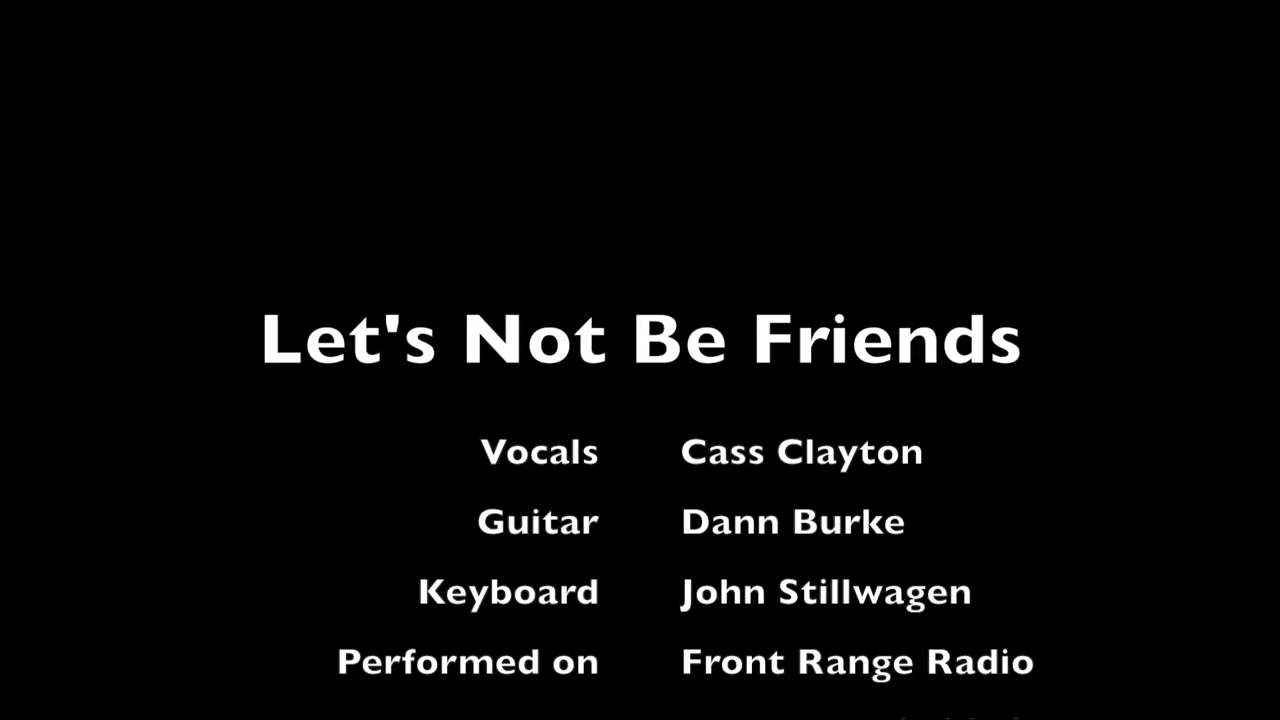 Let's Not Be Friends
Vocals Cass Clayton
Guitar Dann Burke
Keyboard John Stillwagen
Performed on Front Range Radio